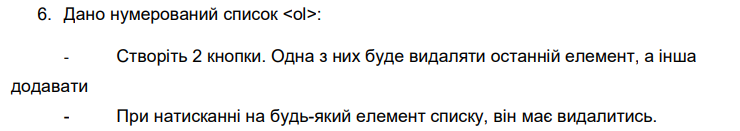 6. Дано нумерований список <ol>:
- Створіть 2 кнопки. Одна з них буде видаляти останній елемент, а інша
додавати
- При натисканні на будь-який елемент списку, він має видалитись.